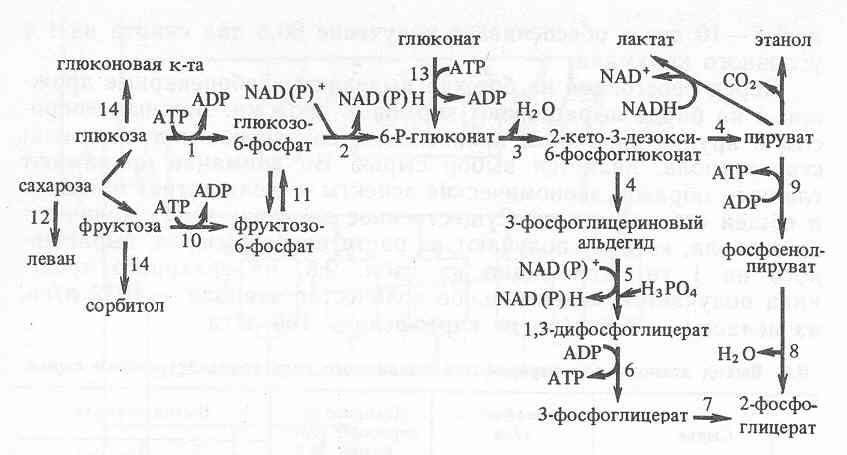 глюконат лактат этанол
глюконовая к-та 13 ATP NAD⁺ CO₂
14 ADP NAD(P)⁺ NAD(P)H ADP H₂O NADH
глюкоза ATP 1 глюкозо-6-фосфат 2 6-P-глюконат 3 2-кето-3-дезокси-6-фосфоглюконат 4 пируват
сахароза ADP 11 4 ATP 9
12 ATP ADP
фруктоза 10 фруктозо-6-фосфат 3-фосфоглицериновый альдегид
леван 14 NAD(P)⁺ 5 фосфоенол-пируват
сорбитол NAD(P)H H₃PO₄
1,3-дифосфоглицерат
ADP H₂O 8
ATP 6
3-фосфоглицерат 7 2-фосфо-глицерат